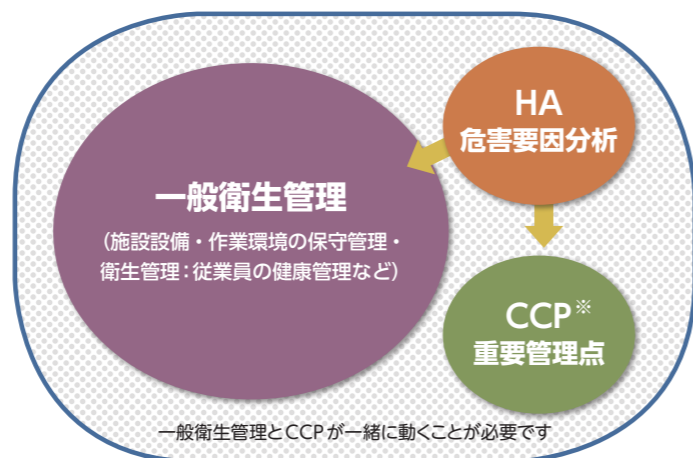 HA
危害要因分析
一般衛生管理
（施設設備・作業環境の保守管理・
衛生管理：従業員の健康管理など）
CCP※
重要管理点
一般衛生管理とCCPが一緒に動くことが必要です